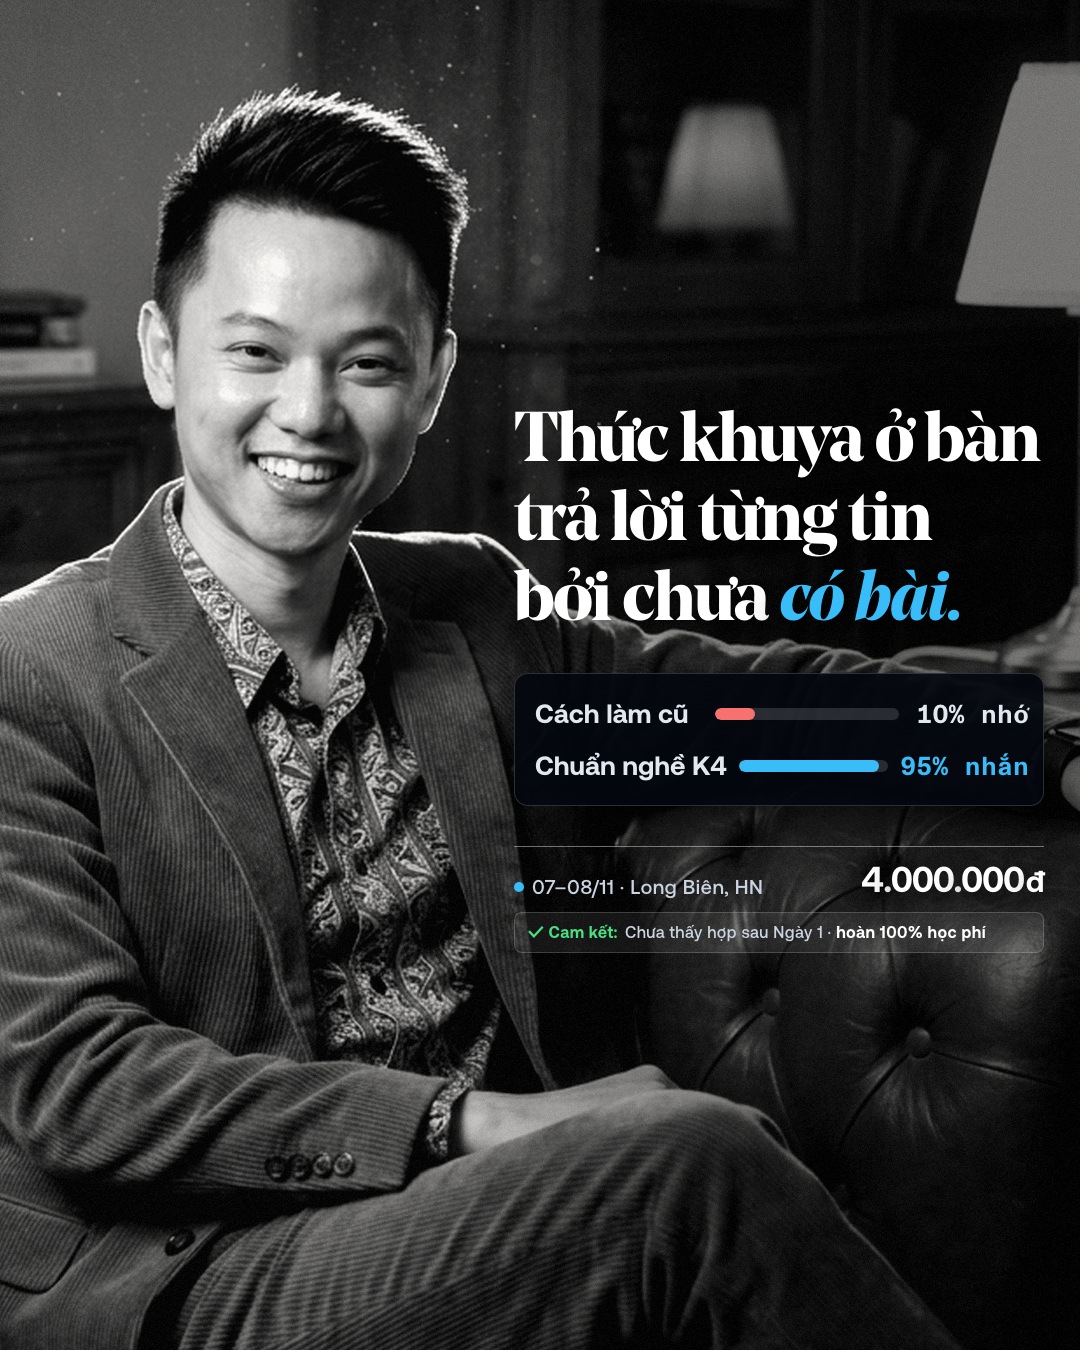 Thức khuya ở bàn
trả lời từng tin
bởi chưa có bài.
Cách làm cũ 10% nhớ
Chuẩn nghề K4 95% nhắn
07–08/11 · Long Biên, HN 4.000.000đ
✓ Cam kết: Chưa thấy hợp sau Ngày 1 · hoàn 100% học phí